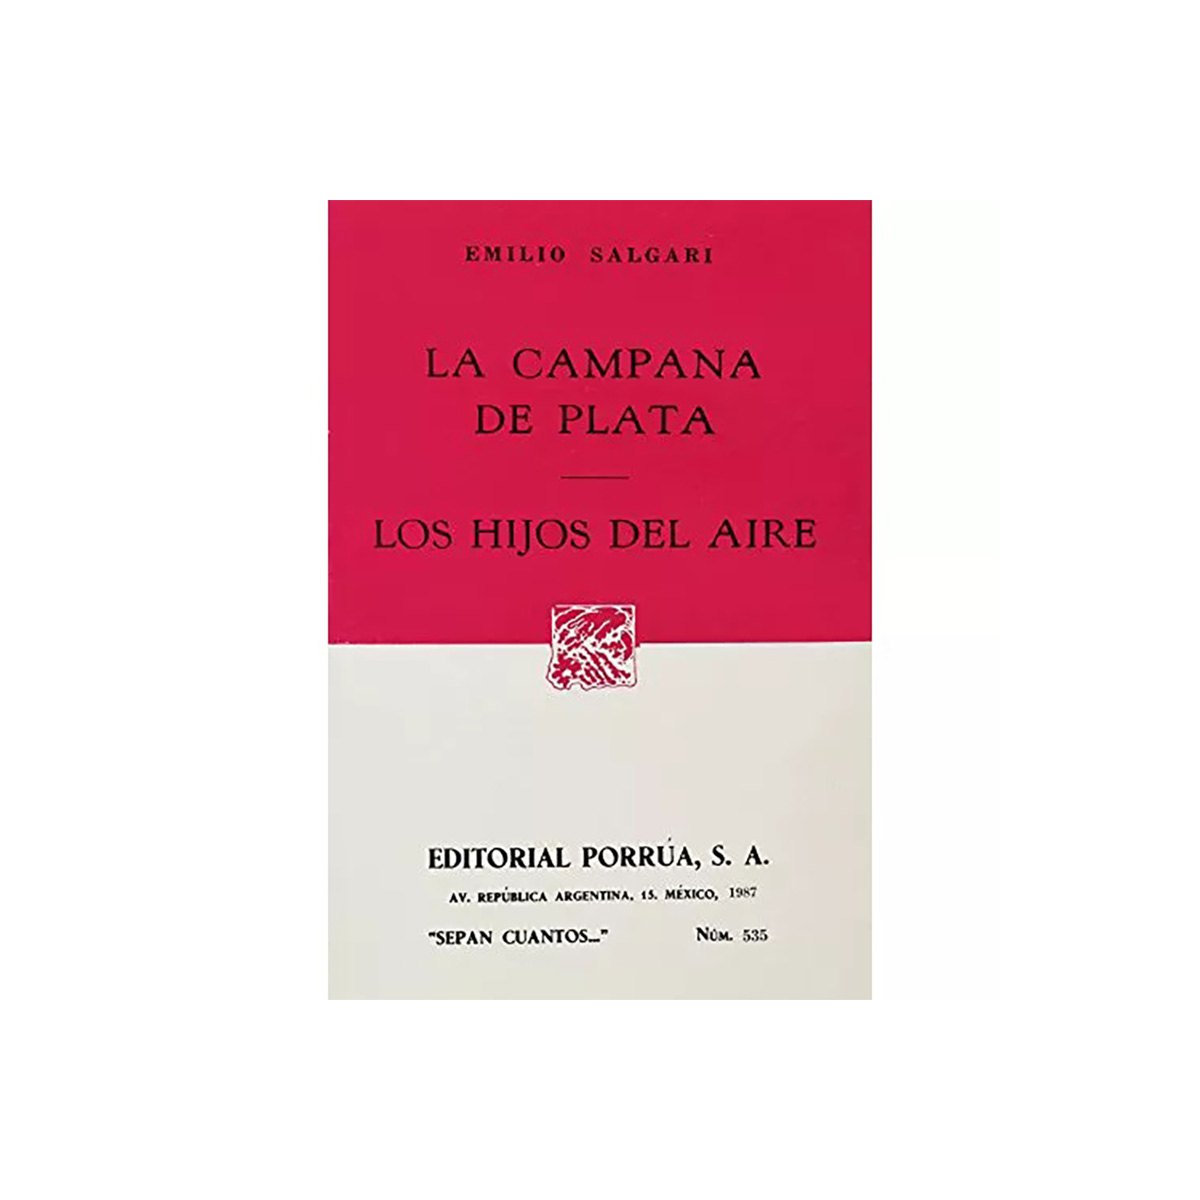 EMILIO SALGARI
LA CAMPANA
DE PLATA
LOS HIJOS DEL AIRE
EDITORIAL PORRÚA, S. A.
AV. REPÚBLICA ARGENTINA, 15. MÉXICO, 1987
"SEPAN CUANTOS..." NÚM. 535